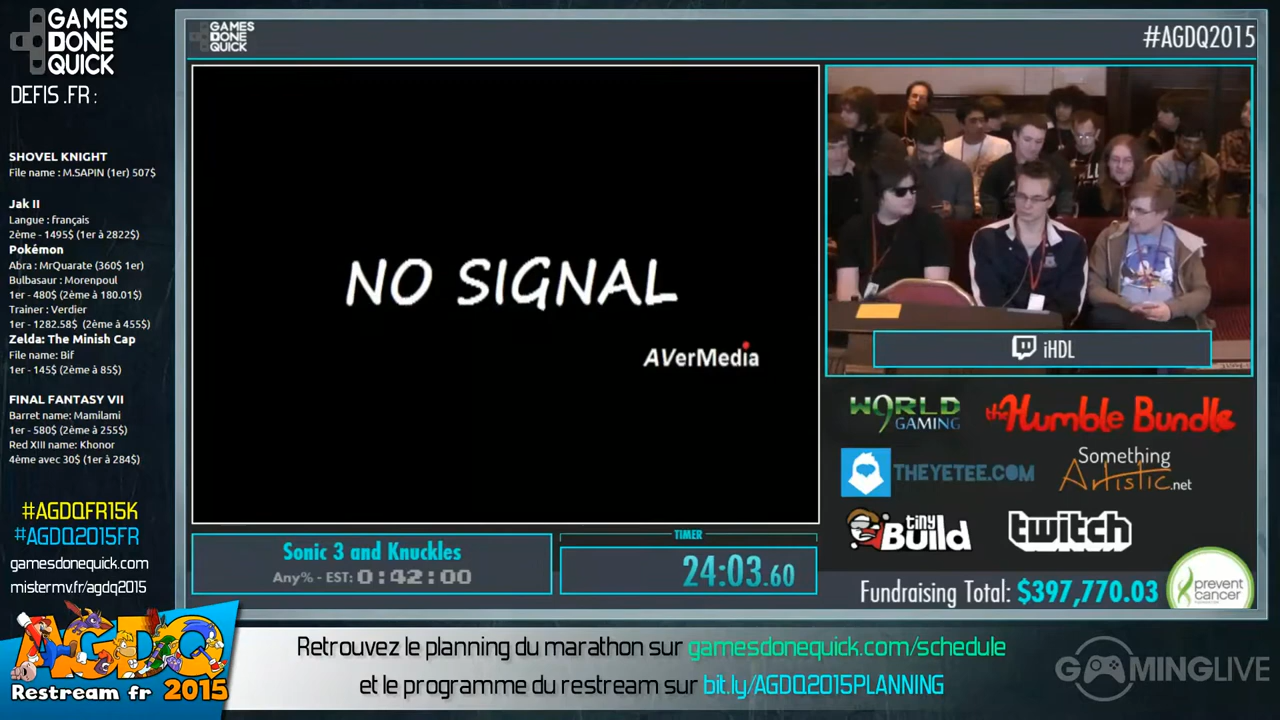 GAMES
DONE
QUICK
DEFIS .FR :
SHOVEL KNIGHT
File name : M.SAPIN (1er) 507$
Jak II
Langue : français
2ème - 1495$ (1er à 2822$)
Pokémon
Abra : MrQuarate (360$ 1er)
Bulbasaur : Morenpoul
1er - 480$ (2ème à 180.01$)
Trainer : Verdier
1er - 1282.58$ (2ème à 455$)
Zelda: The Minish Cap
File name: Bif
1er - 145$ (2ème à 85$)
FINAL FANTASY VII
Barret name: Mamilami
1er - 580$ (2ème à 255$)
Red XIII name: Khonor
4ème avec 30$ (1er à 284$)
#AGDQFR15K
#AGDQ2015FR
gamesdonequick.com
mistermv.fr/agdq2015
AGDQ
Restream fr 2015
GAMES
DONE
QUICK
#AGDQ2015
NO SIGNAL
AVerMedia
iHDL
Sonic 3 and Knuckles
Any% - EST: 0:42:00
TIMER
24:03.60
W9RLD
GAMING
the Humble Bundle
THEYETEE.COM
Something
Artistic.net
tiny
Build
twitch
Fundraising Total: $397,770.03
prevent
cancer
Retrouvez le planning du marathon sur gamesdonequick.com/schedule
et le programme du restream sur bit.ly/AGDQ2015PLANNING
GAMINGLIVE